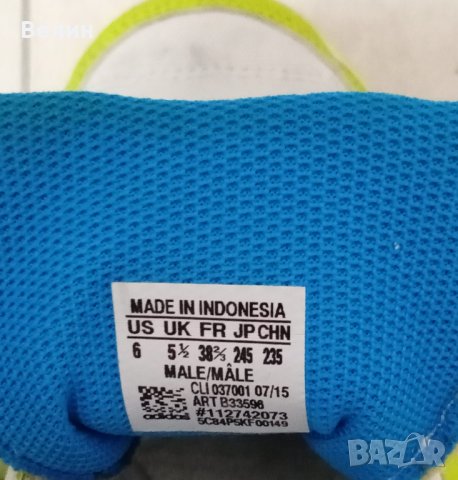 Велин
MADE IN INDONESIA
US UK FR JP CHN
6 5½ 38⅔ 245 235
MALE/MÂLE
CLI 037001 07/15
ART B33596
#112742073
5C84P5KF00149
adidas
BAZAR